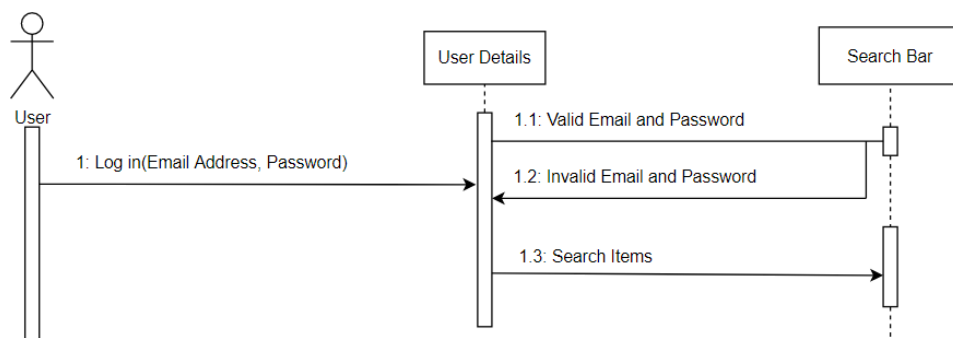 User Details
Search Bar
User
1.1: Valid Email and Password
1: Log in(Email Address, Password)
1.2: Invalid Email and Password
1.3: Search Items